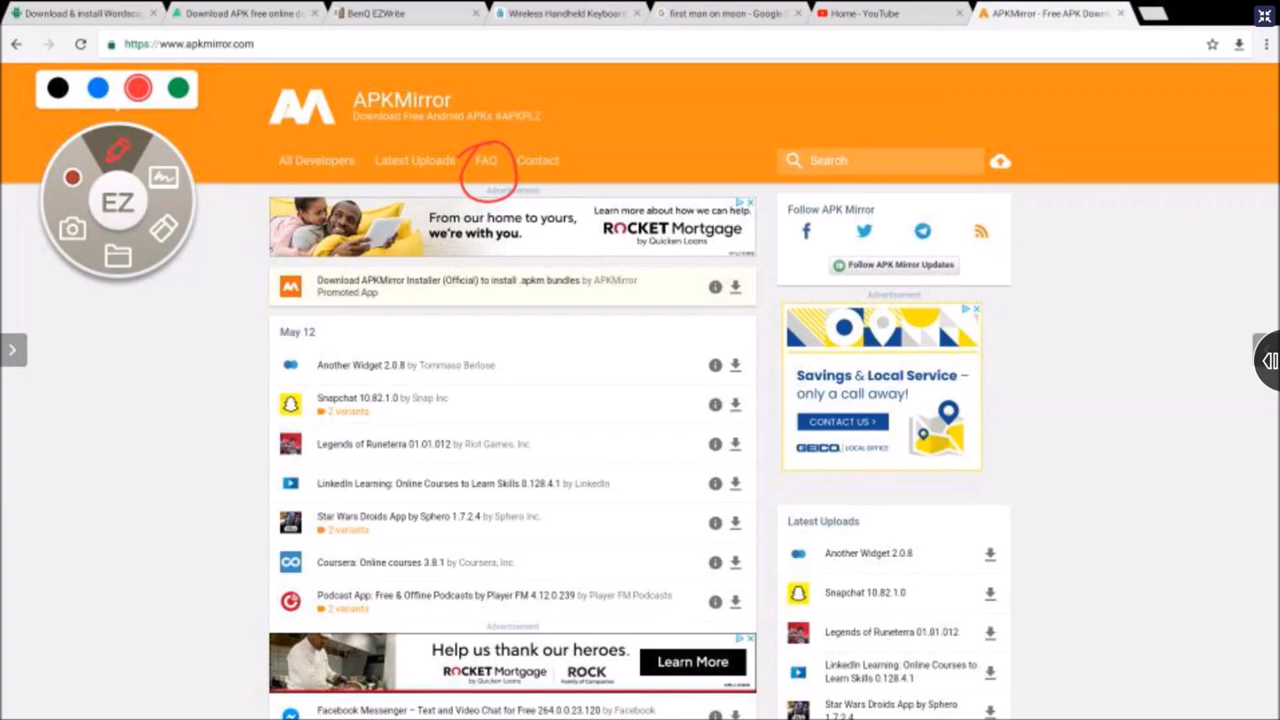 Download & install Wordsc
Download APK free online d
BenQ EZWrite
Wireless Handheld Keyboar
first man on moon - Google S
Home - YouTube
APKMirror - Free APK Down
https://www.apkmirror.com
APKMirror
Download Free Android APKs #APKPLZ
All Developers
Latest Uploads
FAQ
Contact
Search
EZ
Advertisement
From our home to yours,
we're with you.
Learn more about how we can help.
ROCKET Mortgage
by Quicken Loans
Download APKMirror Installer (Official) to install .apkm bundles by APKMirror
Promoted App
May 12
Another Widget 2.0.8 by Tommaso Berlose
Snapchat 10.82.1.0 by Snap Inc
2 variants
Legends of Runeterra 01.01.012 by Riot Games, Inc
LinkedIn Learning: Online Courses to Learn Skills 0.128.4.1 by LinkedIn
Star Wars Droids App by Sphero 1.7.2.4 by Sphero Inc.
2 variants
Coursera: Online courses 3.8.1 by Coursera, Inc.
Podcast App: Free & Offline Podcasts by Player FM 4.12.0.239 by Player FM Podcasts
2 variants
Advertisement
Help us thank our heroes.
ROCKET Mortgage
by Quicken Loans
ROCK
Family of Companies
Learn More
Facebook Messenger – Text and Video Chat for Free 264.0.0.23.120 by Facebook
Follow APK Mirror
Follow APK Mirror Updates
Advertisement
Savings & Local Service –
only a call away!
CONTACT US >
GEICO LOCAL OFFICE
Latest Uploads
Another Widget 2.0.8
Snapchat 10.82.1.0
Legends of Runeterra 01.01.012
LinkedIn Learning: Online Courses to
Learn Skills 0.128.4.1
Star Wars Droids App by Sphero
1.7.2.4